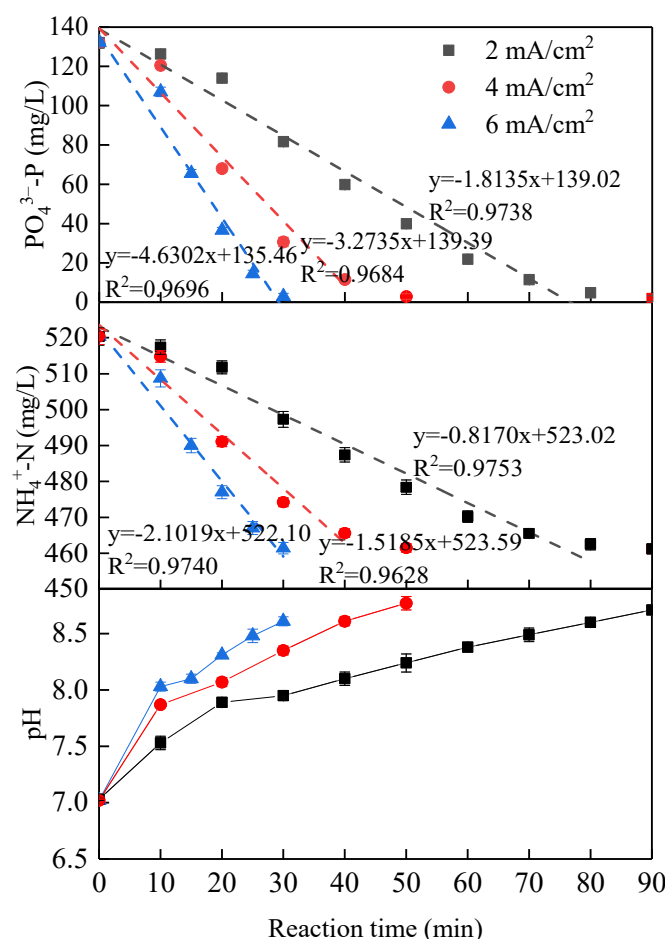 140
120
100
80
60
40
20
0
PO₄³⁻-P (mg/L)
2 mA/cm²
4 mA/cm²
6 mA/cm²
y=-1.8135x+139.02
R²=0.9738
y=-3.2735x+139.39
R²=0.9684
y=-4.6302x+135.46
R²=0.9696
520
510
500
490
480
470
460
450
NH₄⁺-N (mg/L)
y=-0.8170x+523.02
R²=0.9753
y=-2.1019x+522.10
R²=0.9740
y=-1.5185x+523.59
R²=0.9628
8.5
8.0
7.5
7.0
6.5
pH
0 10 20 30 40 50 60 70 80 90
Reaction time (min)